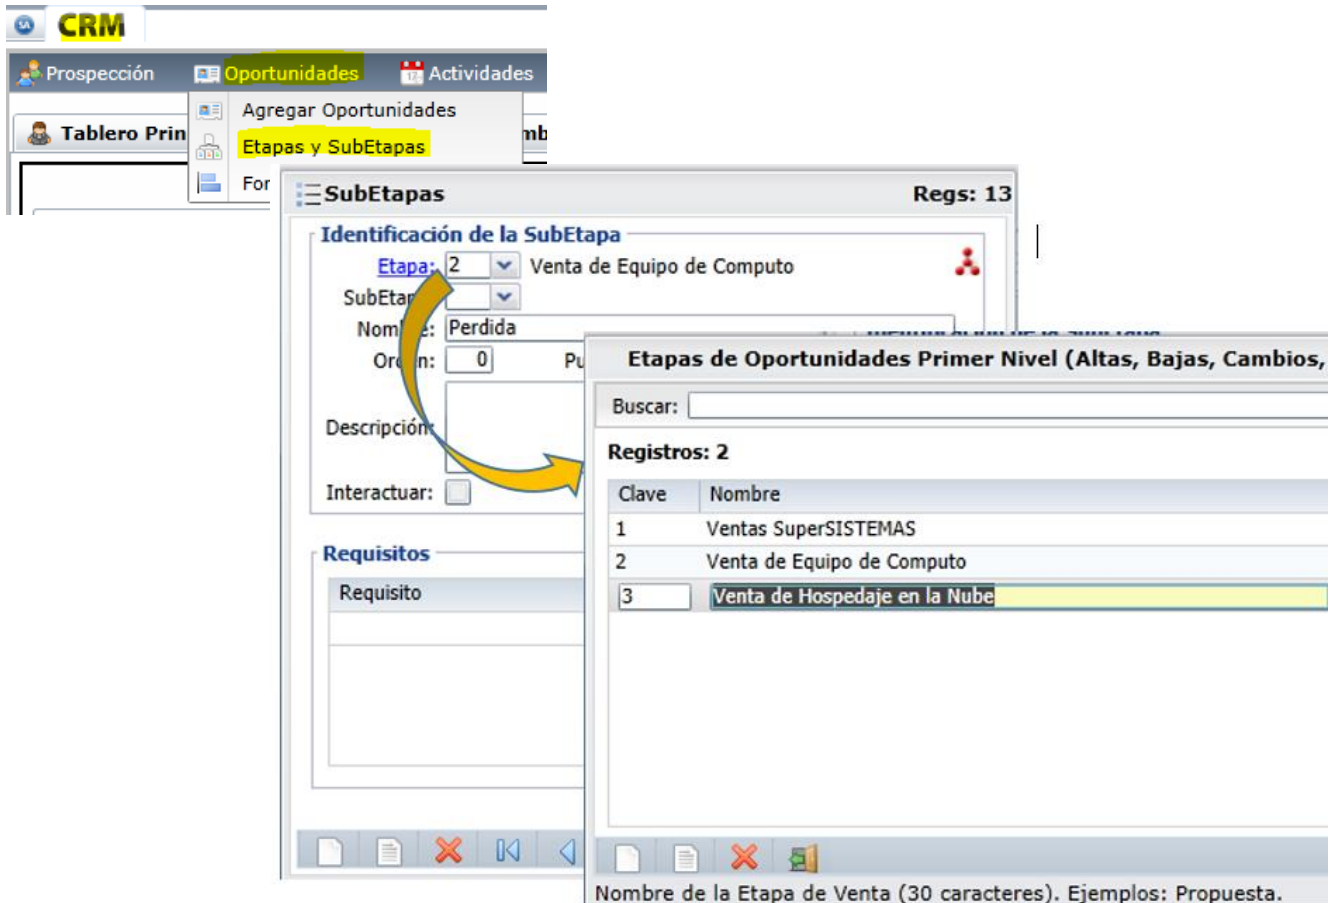 CRM
Prospección Oportunidades Actividades
Agregar Oportunidades
Tablero Prin
Etapas y SubEtapas
For
SubEtapas Regs: 13
Identificación de la SubEtapa
Etapa: 2 Venta de Equipo de Computo
Nombre: Perdida
Orden: 0 Pu
Descripción:
Interactuar:
Requisitos
Requisito
Etapas de Oportunidades Primer Nivel (Altas, Bajas, Cambios,
Buscar:
Registros: 2
Clave Nombre
1 Ventas SuperSISTEMAS
2 Venta de Equipo de Computo
3 Venta de Hospedaje en la Nube
Nombre de la Etapa de Venta (30 caracteres). Ejemplos: Propuesta.